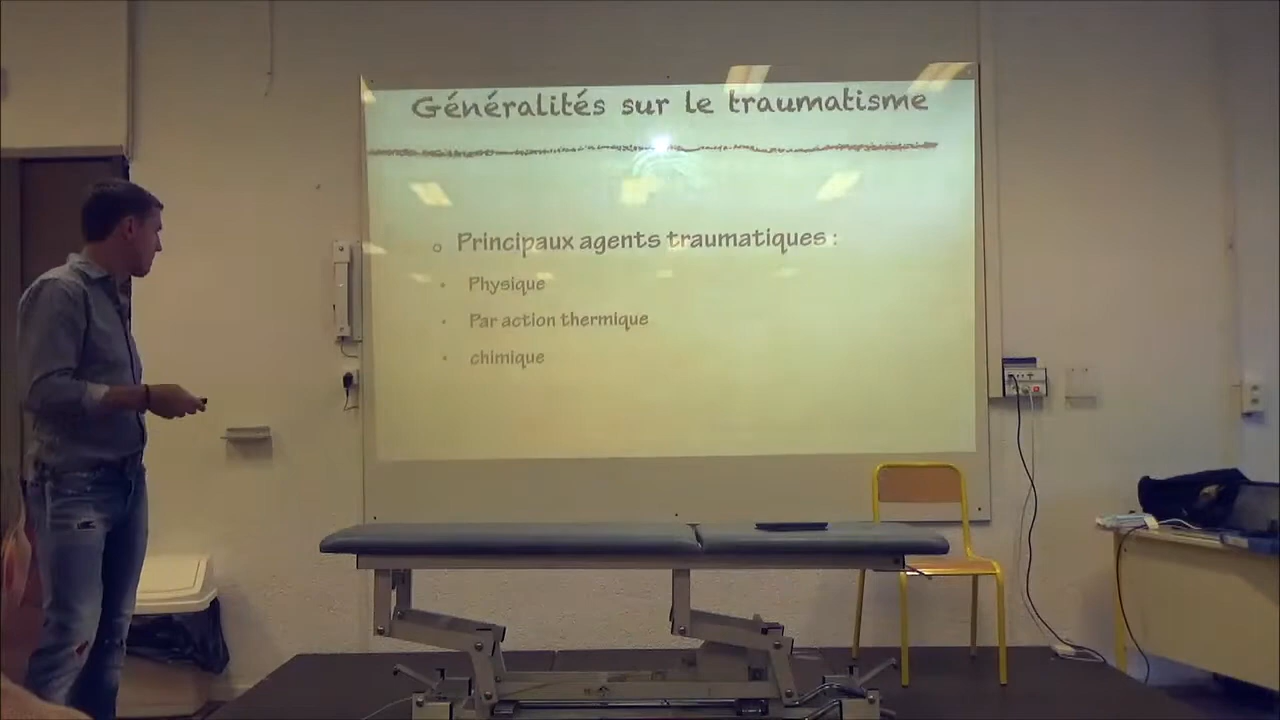 Généralités sur le traumatisme
Principaux agents traumatiques :
Physique
Par action thermique
chimique